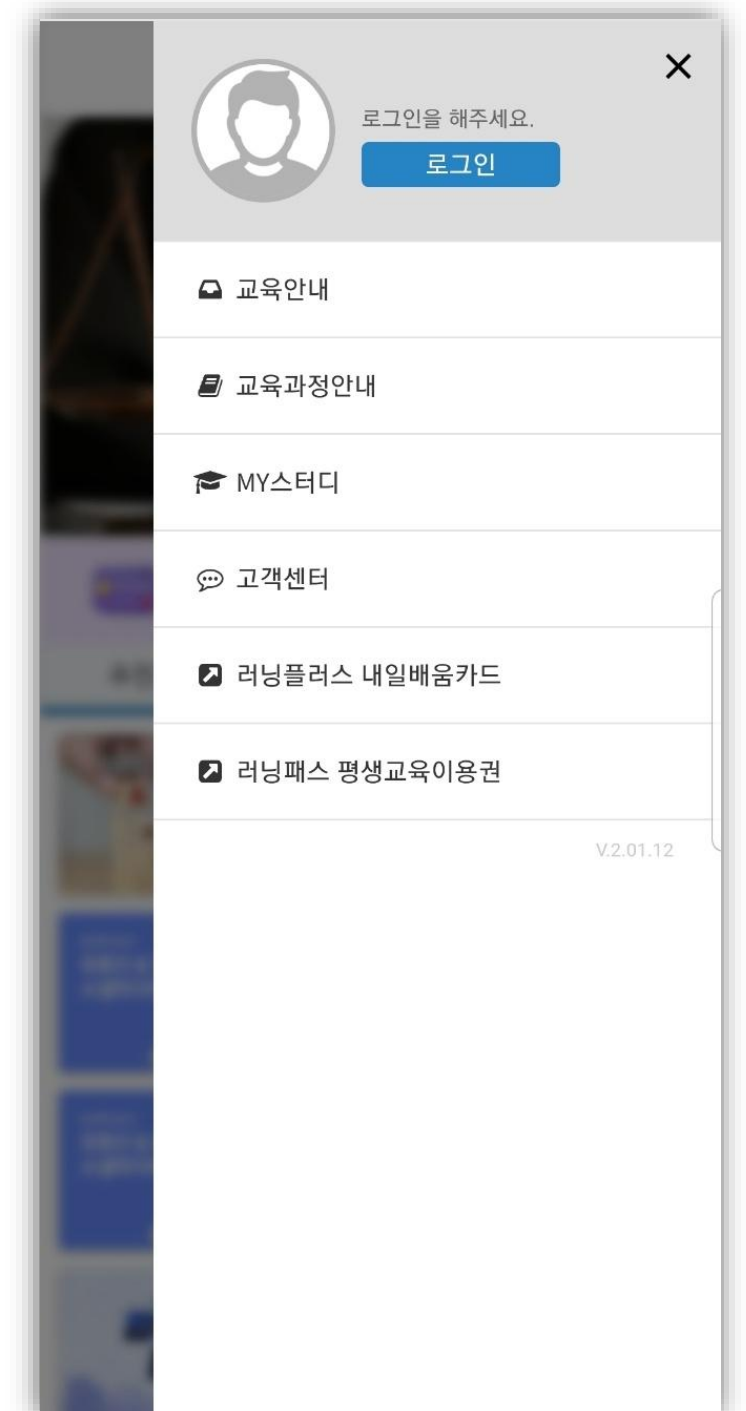 로그인을 해주세요.
로그인
교육안내
교육과정안내
MY스터디
고객센터
러닝플러스 내일배움카드
러닝패스 평생교육이용권
V.2.01.12